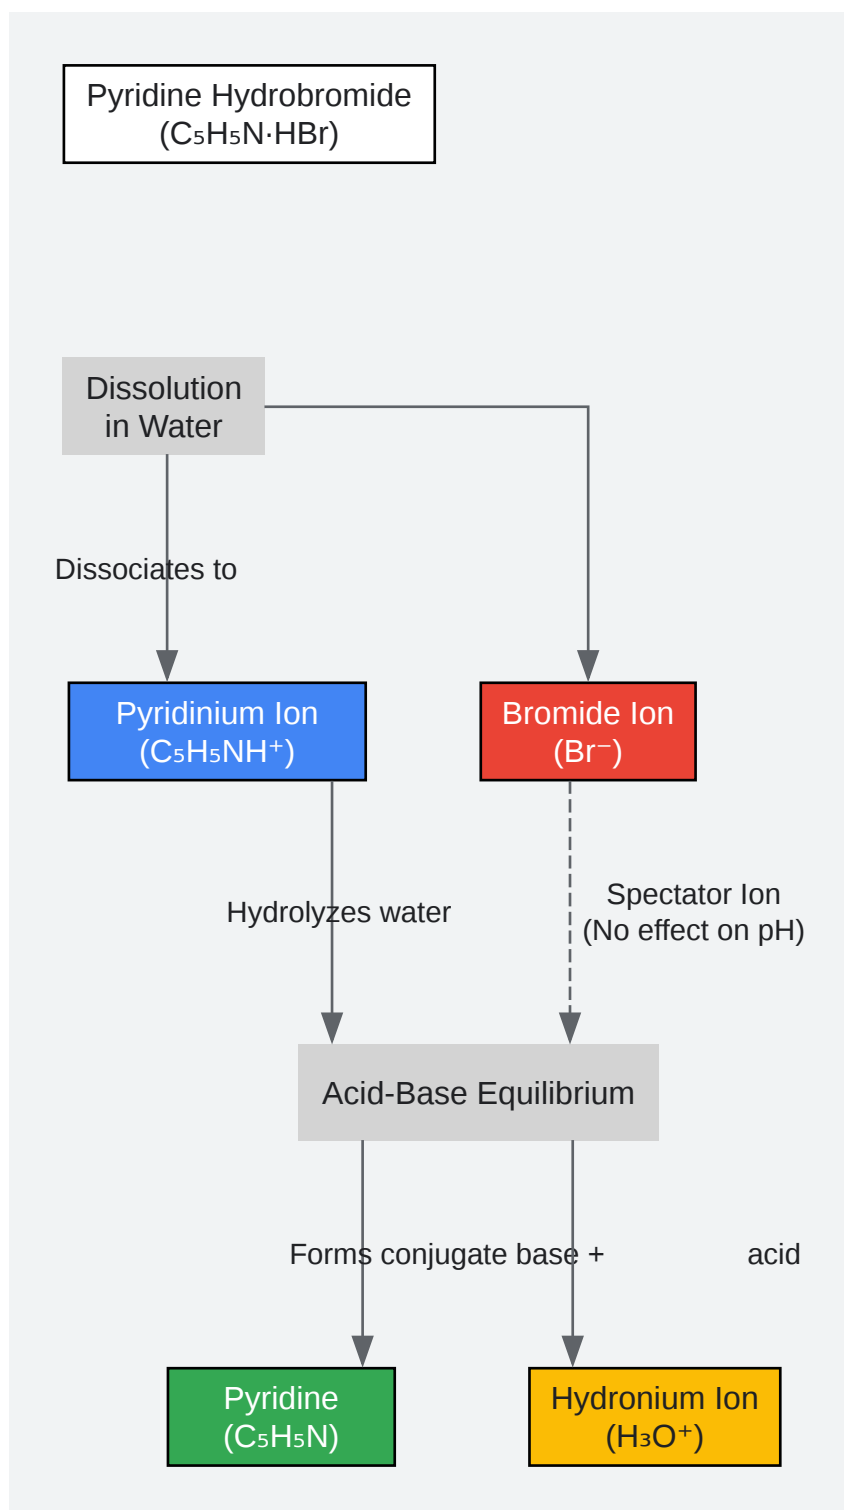 Pyridine Hydrobromide
(C₅H₅N·HBr)
Dissolution
in Water
Dissociates to
Pyridinium Ion
(C₅H₅NH⁺)
Bromide Ion
(Br⁻)
Hydrolyzes water
Spectator Ion
(No effect on pH)
Acid-Base Equilibrium
Forms conjugate base +
acid
Pyridine
(C₅H₅N)
Hydronium Ion
(H₃O⁺)